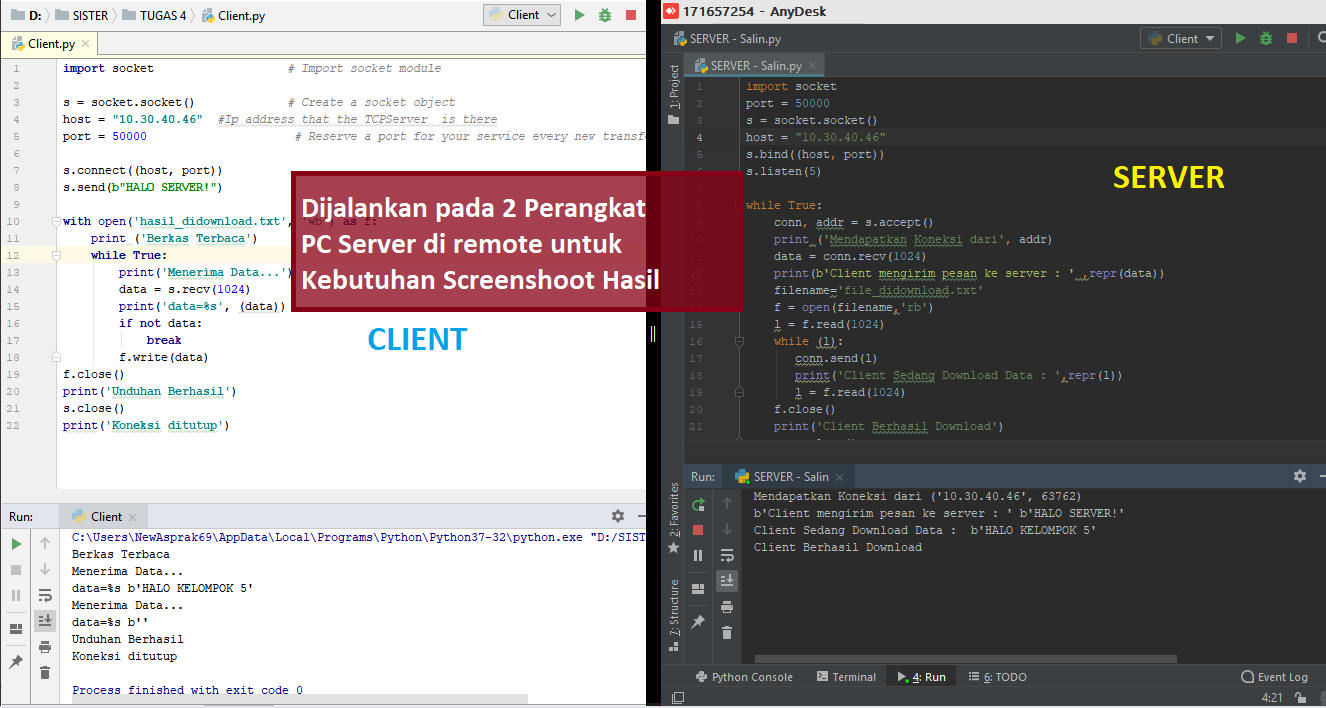 D: SISTER TUGAS 4 Client.py
Client
Client.py
1 import socket # Import socket module
2
3 s = socket.socket() # Create a socket object
4 host = "10.30.40.46" #Ip address that the TCPServer is there
5 port = 50000 # Reserve a port for your service every new transf
6
7 s.connect((host, port))
8 s.send(b"HALO SERVER!")
9
10 with open('hasil_didownload.txt', 'wb') as f:
11 print ('Berkas Terbaca')
12 while True:
13 print('Menerima Data...')
14 data = s.recv(1024)
15 print('data=%s', (data))
16 if not data:
17 break
18 f.write(data)
19 f.close()
20 print('Unduhan Berhasil')
21 s.close()
22 print('Koneksi ditutup')
CLIENT
Dijalankan pada 2 Perangkat
PC Server di remote untuk
Kebutuhan Screenshoot Hasil
Run: Client
C:\Users\NewAsprak69\AppData\Local\Programs\Python\Python37-32\python.exe "D:/SIST
Berkas Terbaca
Menerima Data...
data=%s b'HALO KELOMPOK 5'
Menerima Data...
data=%s b''
Unduhan Berhasil
Koneksi ditutup
Process finished with exit code 0
171657254 - AnyDesk
SERVER - Salin.py
Client
SERVER - Salin.py
1: Project
1 import socket
2 port = 50000
3 s = socket.socket()
4 host = "10.30.40.46"
5 s.bind((host, port))
6 s.listen(5)
SERVER
while True:
conn, addr = s.accept()
print ('Mendapatkan Koneksi dari', addr)
data = conn.recv(1024)
print(b'Client mengirim pesan ke server : ' ,repr(data))
filename='file_didownload.txt'
f = open(filename,'rb')
15 l = f.read(1024)
16 while (l):
17 conn.send(l)
18 print('Client Sedang Download Data : ',repr(l))
19 l = f.read(1024)
20 f.close()
21 print('Client Berhasil Download')
Run: SERVER - Salin
2: Favorites
7: Structure
Mendapatkan Koneksi dari ('10.30.40.46', 63762)
b'Client mengirim pesan ke server : ' b'HALO SERVER!'
Client Sedang Download Data :  b'HALO KELOMPOK 5'
Client Berhasil Download
Python Console Terminal 4: Run 6: TODO Event Log
4:21